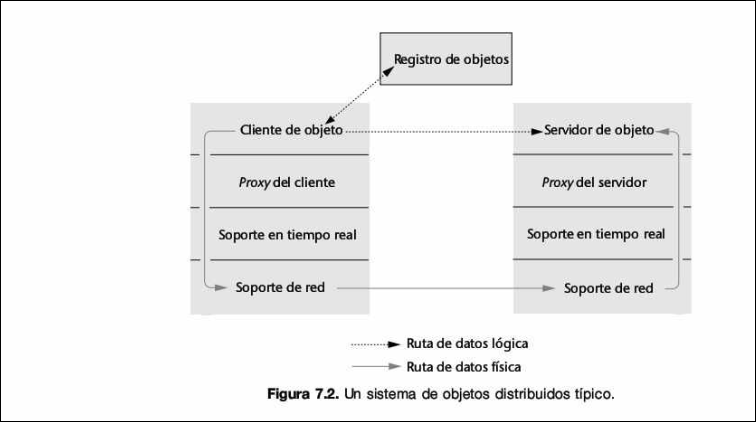 Registro de objetos
Cliente de objeto
Servidor de objeto
Proxy del cliente
Proxy del servidor
Soporte en tiempo real
Soporte en tiempo real
Soporte de red
Soporte de red
Ruta de datos lógica
Ruta de datos física
Figura 7.2. Un sistema de objetos distribuidos típico.